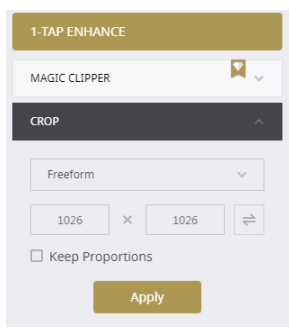 1-TAP ENHANCE
MAGIC CLIPPER
CROP
Freeform
1026 × 1026
Keep Proportions
Apply